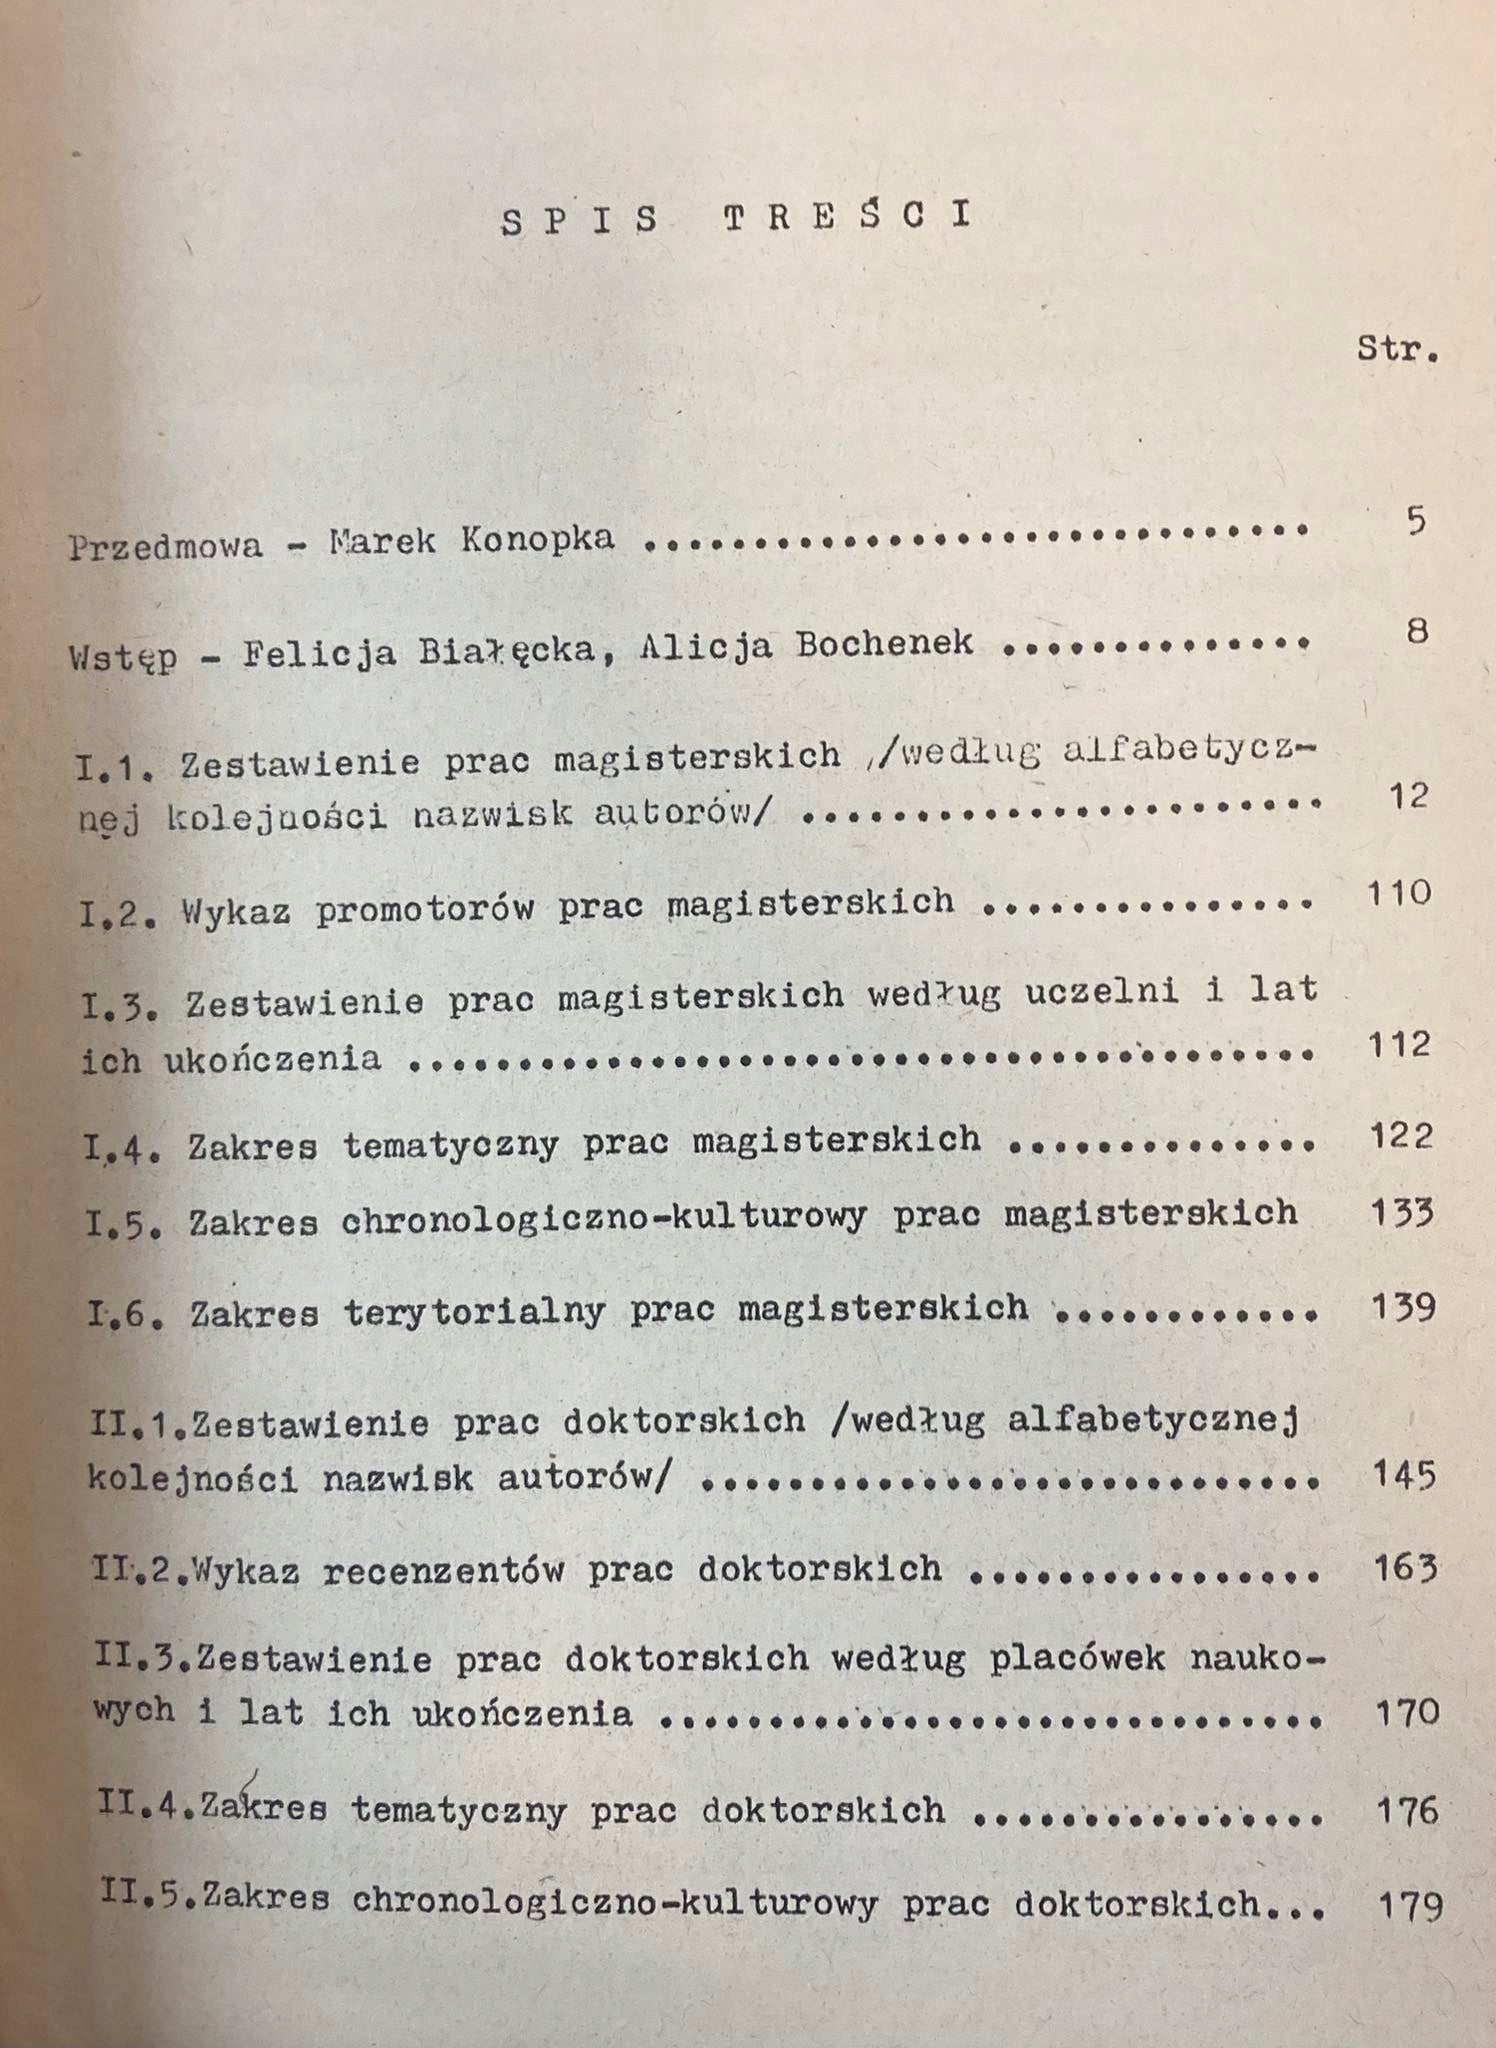 SPIS TREŚCI
Str.
Przedmowa - Marek Konopka .............................. 5
Wstęp - Felicja Białęcka, Alicja Bochenek .............. 8
I.1. Zestawienie prac magisterskich /według alfabetycz-
nej kolejności nazwisk autorów/ ....................... 12
I.2. Wykaz promotorów prac magisterskich ............... 110
I.3. Zestawienie prac magisterskich według uczelni i lat
ich ukończenia ......................................... 112
I.4. Zakres tematyczny prac magisterskich .............. 122
I.5. Zakres chronologiczno-kulturowy prac magisterskich 133
I.6. Zakres terytorialny prac magisterskich ............ 139
II.1.Zestawienie prac doktorskich /według alfabetycznej
kolejności nazwisk autorów/ ............................ 145
II.2.Wykaz recenzentów prac doktorskich ................ 163
II.3.Zestawienie prac doktorskich według placówek nauko-
wych i lat ich ukończenia .............................. 170
II.4.Zakres tematyczny prac doktorskich ................ 176
II.5.Zakres chronologiczno-kulturowy prac doktorskich... 179